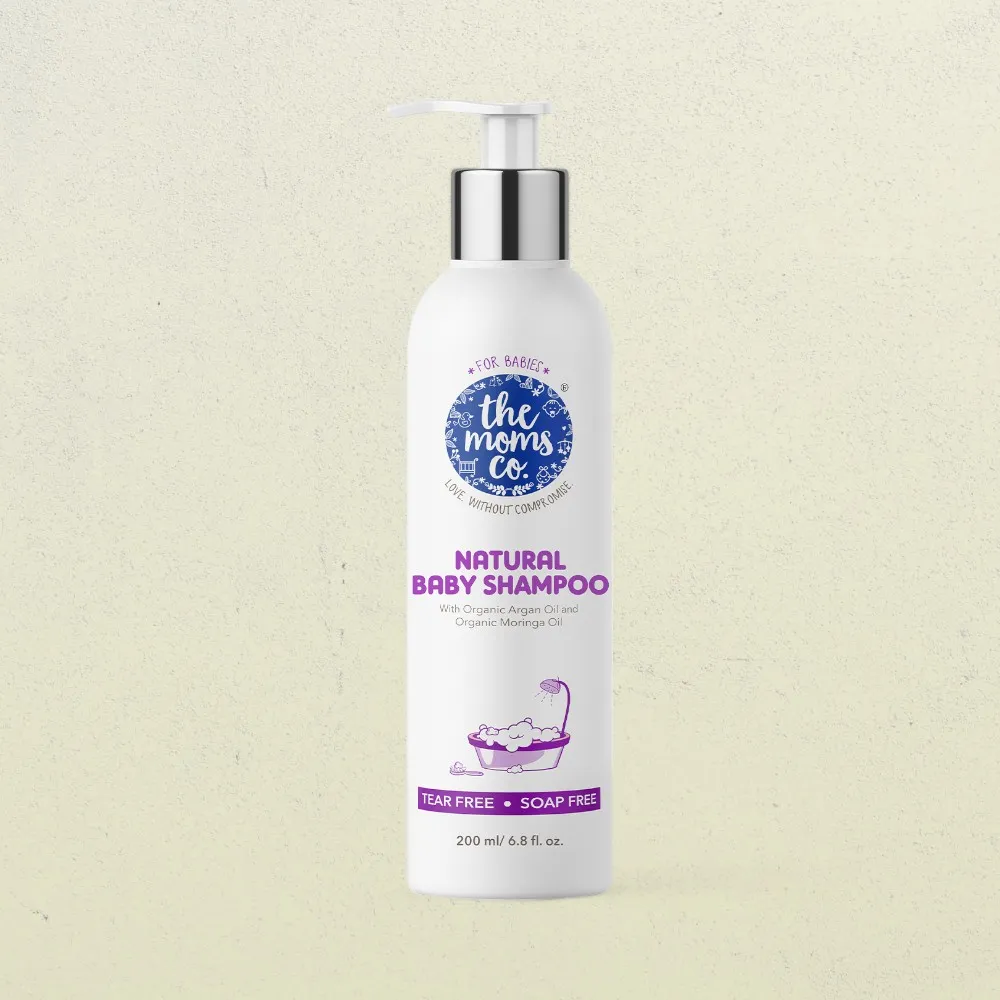 * FOR BABIES *
the
moms
co.
®
LOVE. WITHOUT COMPROMISE.
NATURAL
BABY SHAMPOO
With Organic Argan Oil and
Organic Moringa Oil
TEAR FREE • SOAP FREE
200 ml/ 6.8 fl. oz.